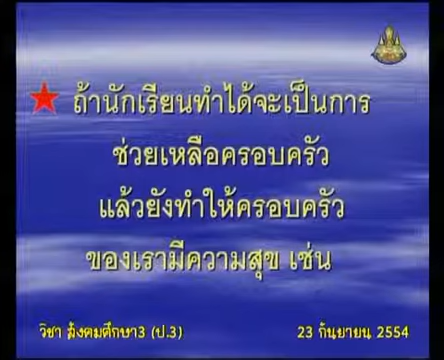 ถ้านักเรียนทำได้จะเป็นการ
ช่วยเหลือครอบครัว
แล้วยังทำให้ครอบครัว
ของเรามีความสุข เช่น
วิชา สังคมศึกษา3 (ป.3) 23 กันยายน 2554